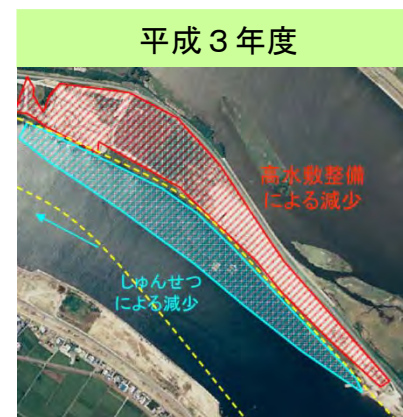 平成３年度
高水敷整備
による減少
しゅんせつ
による減少